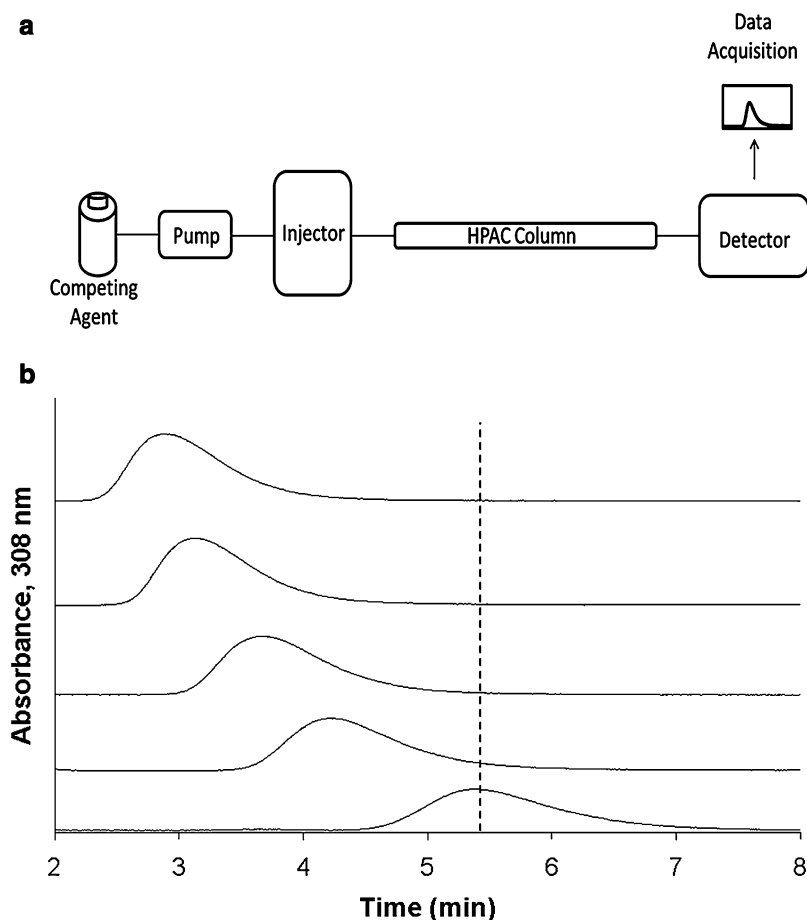 a
Data
Acquisition
Pump
Injector
HPAC Column
Detector
Competing
Agent
b
Absorbance, 308 nm
2 3 4 5 6 7 8
Time (min)